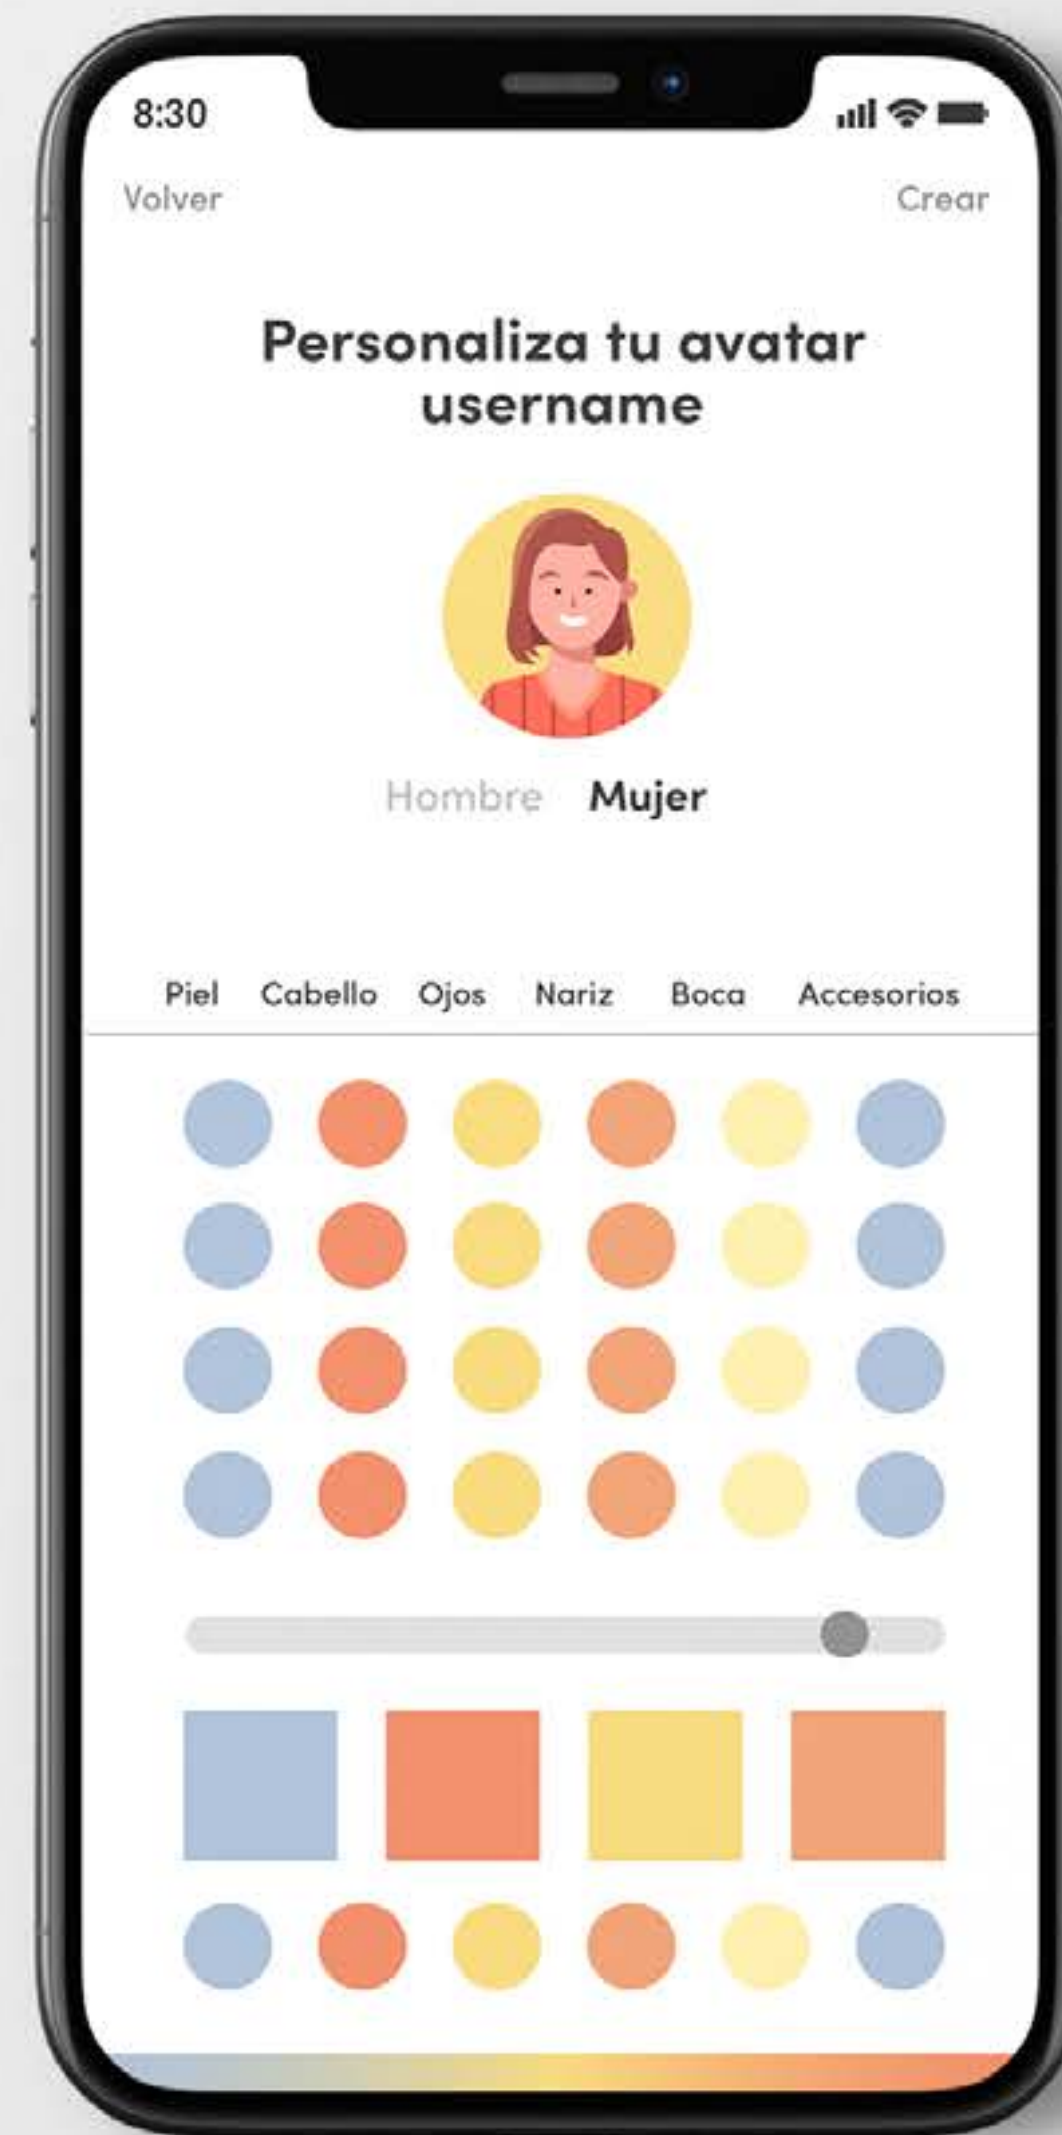 8:30
Volver
Crear
Personaliza tu avatar
username
Hombre Mujer
Piel Cabello Ojos Nariz Boca Accesorios